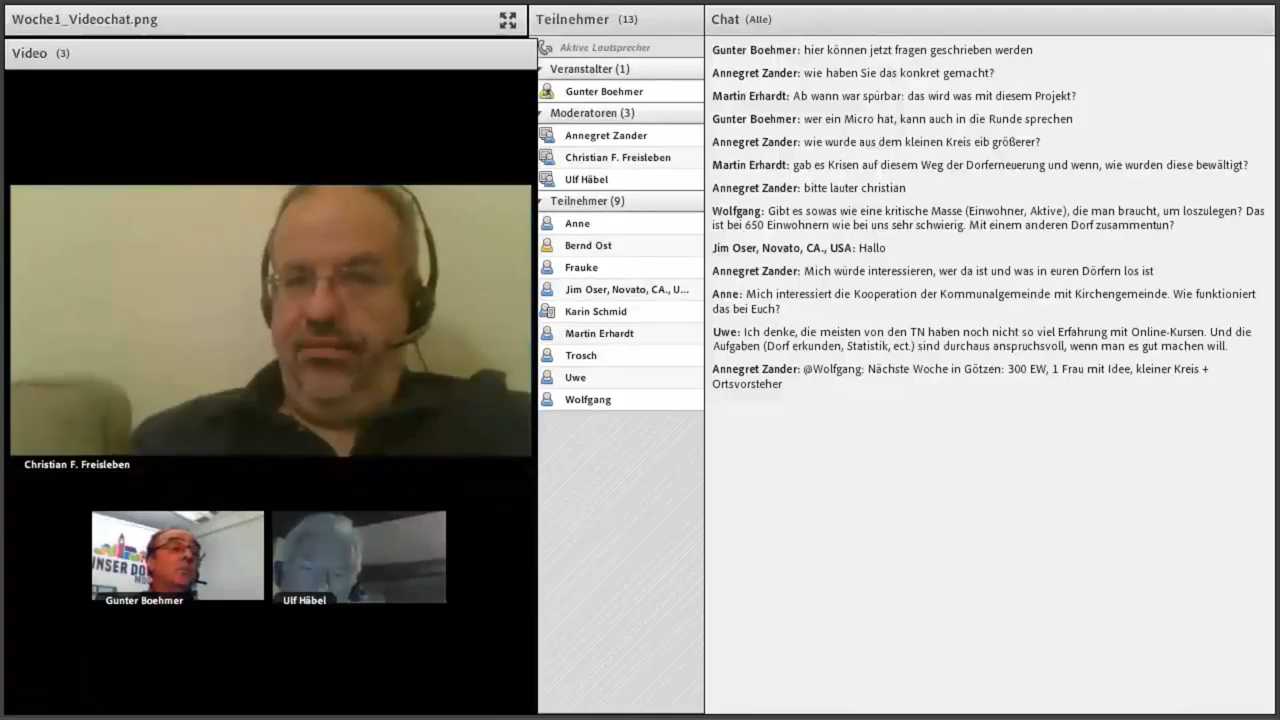 Woche1_Videochat.png
Video (3)
Christian F. Freisleben
UNSER DO
Gunter Boehmer
Ulf Häbel
Teilnehmer (13)
Aktive Lautsprecher
Veranstalter (1)
Gunter Boehmer
Moderatoren (3)
Annegret Zander
Christian F. Freisleben
Ulf Häbel
Teilnehmer (9)
Anne
Bernd Ost
Frauke
Jim Oser, Novato, CA., U...
Karin Schmid
Martin Erhardt
Trosch
Uwe
Wolfgang
Chat (Alle)
Gunter Boehmer: hier können jetzt fragen geschrieben werden
Annegret Zander: wie haben Sie das konkret gemacht?
Martin Erhardt: Ab wann war spürbar: das wird was mit diesem Projekt?
Gunter Boehmer: wer ein Micro hat, kann auch in die Runde sprechen
Annegret Zander: wie wurde aus dem kleinen Kreis eib größerer?
Martin Erhardt: gab es Krisen auf diesem Weg der Dorferneuerung und wenn, wie wurden diese bewältigt?
Annegret Zander: bitte lauter christian
Wolfgang: Gibt es sowas wie eine kritische Masse (Einwohner, Aktive), die man braucht, um loszulegen? Das
ist bei 650 Einwohnern wie bei uns sehr schwierig. Mit einem anderen Dorf zusammentun?
Jim Oser, Novato, CA., USA: Hallo
Annegret Zander: Mich würde interessieren, wer da ist und was in euren Dörfern los ist
Anne: Mich interessiert die Kooperation der Kommunalgemeinde mit Kirchengemeinde. Wie funktioniert
das bei Euch?
Uwe: Ich denke, die meisten von den TN haben noch nicht so viel Erfahrung mit Online-Kursen. Und die
Aufgaben (Dorf erkunden, Statistik, ect.) sind durchaus anspruchsvoll, wenn man es gut machen will.
Annegret Zander: @Wolfgang: Nächste Woche in Götzen: 300 EW, 1 Frau mit Idee, kleiner Kreis +
Ortsvorsteher